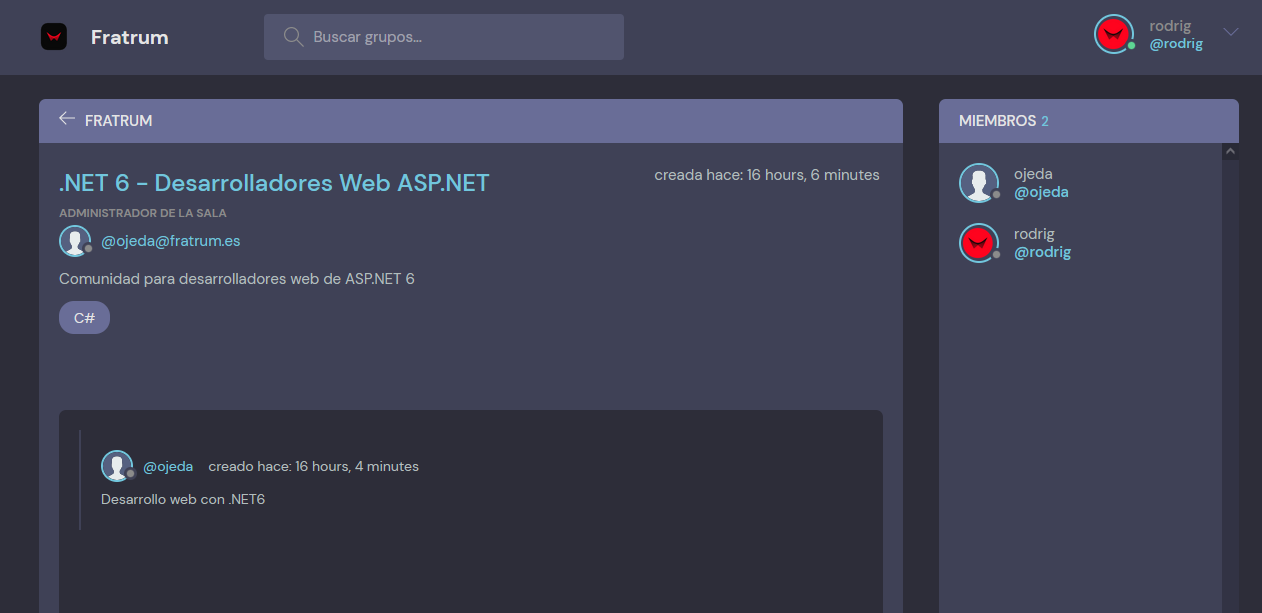 Fratrum
Buscar grupos...
rodrig
@rodrig
FRATRUM
.NET 6 - Desarrolladores Web ASP.NET
creada hace: 16 hours, 6 minutes
ADMINISTRADOR DE LA SALA
@ojeda@fratrum.es
Comunidad para desarrolladores web de ASP.NET 6
C#
@ojeda creado hace: 16 hours, 4 minutes
Desarrollo web con .NET6
MIEMBROS 2
ojeda
@ojeda
rodrig
@rodrig